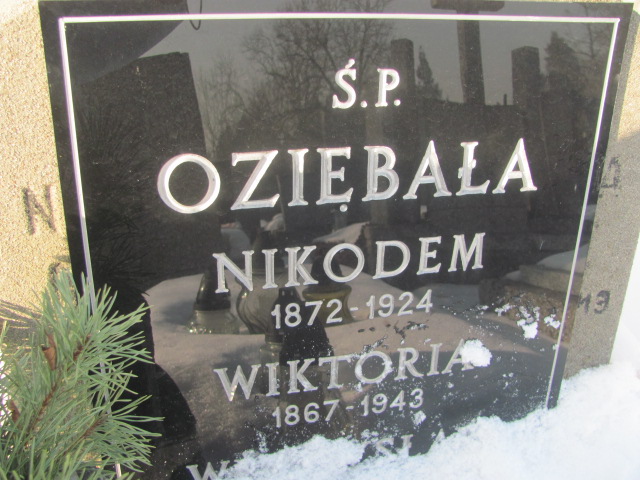 Ś.P.
OZIĘBAŁA
NIKODEM
1872-1924
WIKTORIA
1867-1943